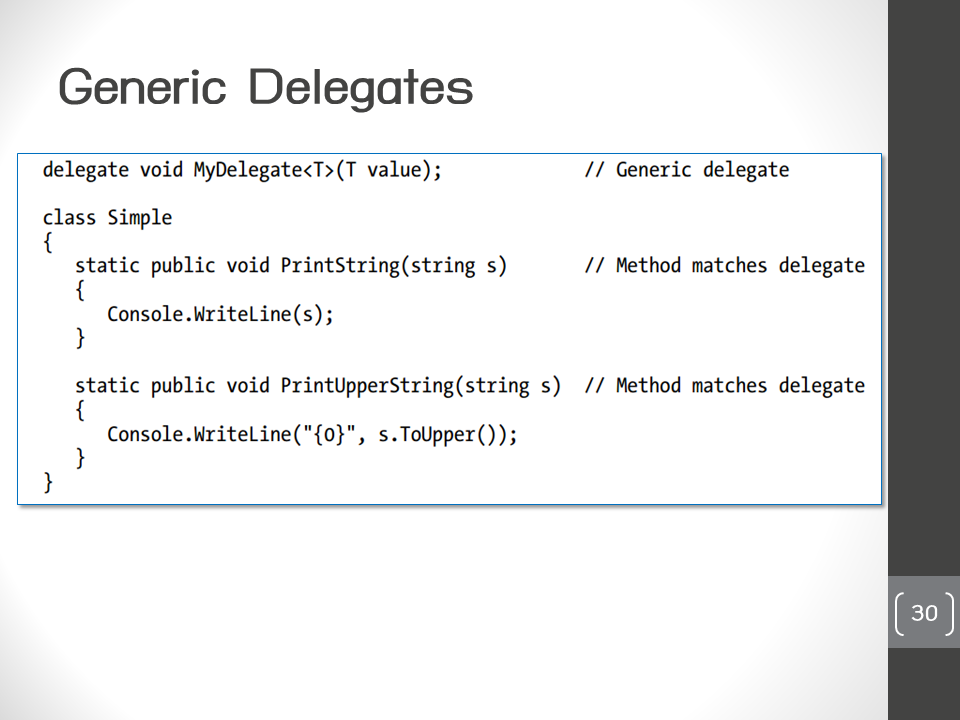 Generic Delegates
delegate void MyDelegate<T>(T value); // Generic delegate
class Simple
{
static public void PrintString(string s) // Method matches delegate
{
Console.WriteLine(s);
}
static public void PrintUpperString(string s) // Method matches delegate
{
Console.WriteLine("{0}", s.ToUpper());
}
}
30